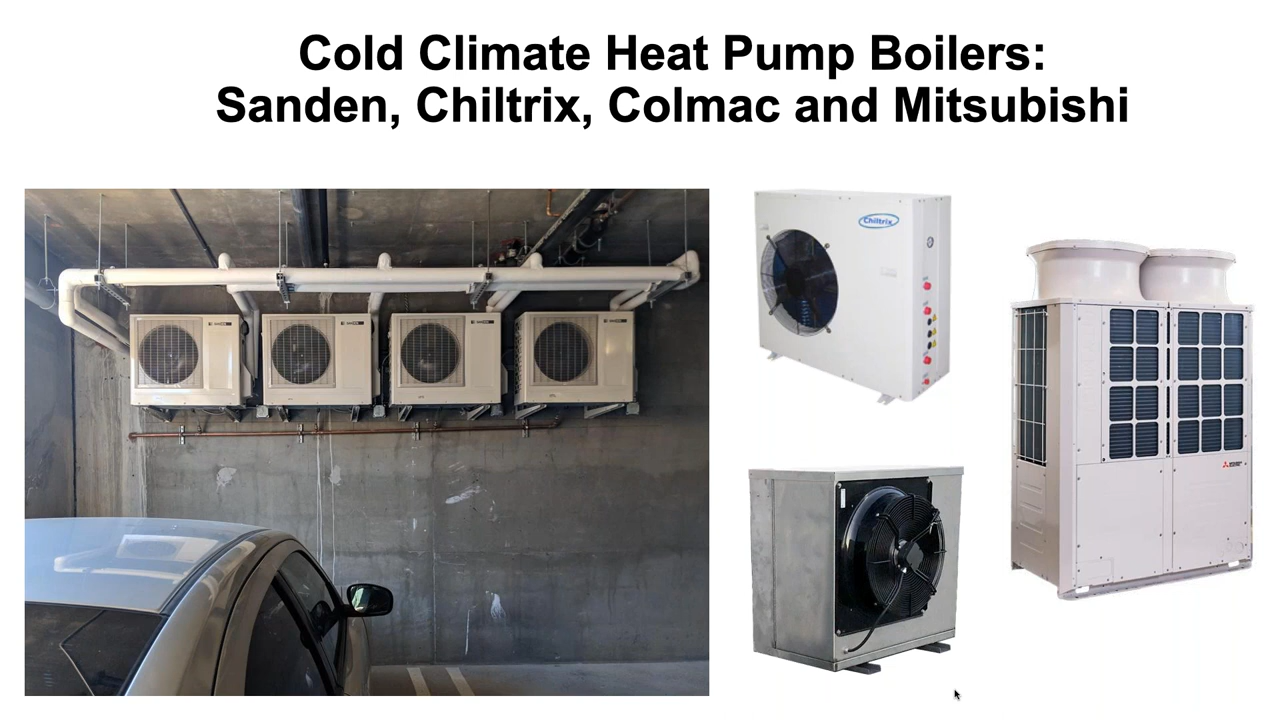 Cold Climate Heat Pump Boilers:
Sanden, Chiltrix, Colmac and Mitsubishi
Chiltrix